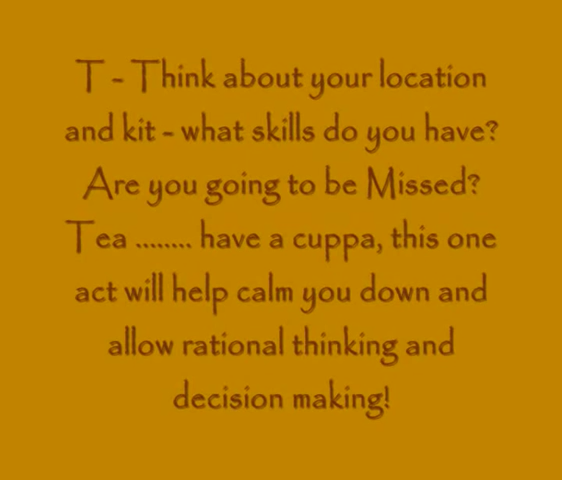 T - Think about your location
and kit - what skills do you have?
Are you going to be Missed?
Tea ........ have a cuppa, this one
act will help calm you down and
allow rational thinking and
decision making!